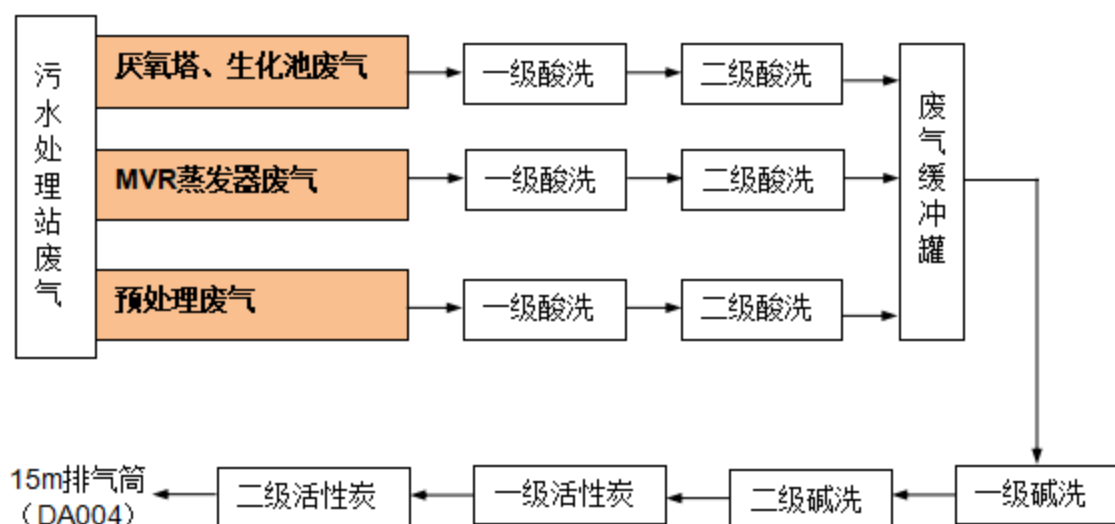 污水处理站废气
厌氧塔、生化池废气
一级酸洗
二级酸洗
MVR蒸发器废气
一级酸洗
二级酸洗
预处理废气
一级酸洗
二级酸洗
废气缓冲罐
15m排气筒
（DA004）
二级活性炭
一级活性炭
二级碱洗
一级碱洗